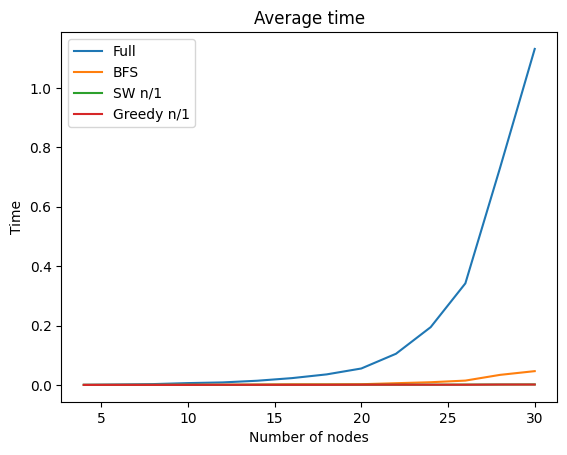 Average time
Full
BFS
SW n/1
Greedy n/1
1.0
0.8
0.6
0.4
0.2
0.0
Time
5
10
15
20
25
30
Number of nodes